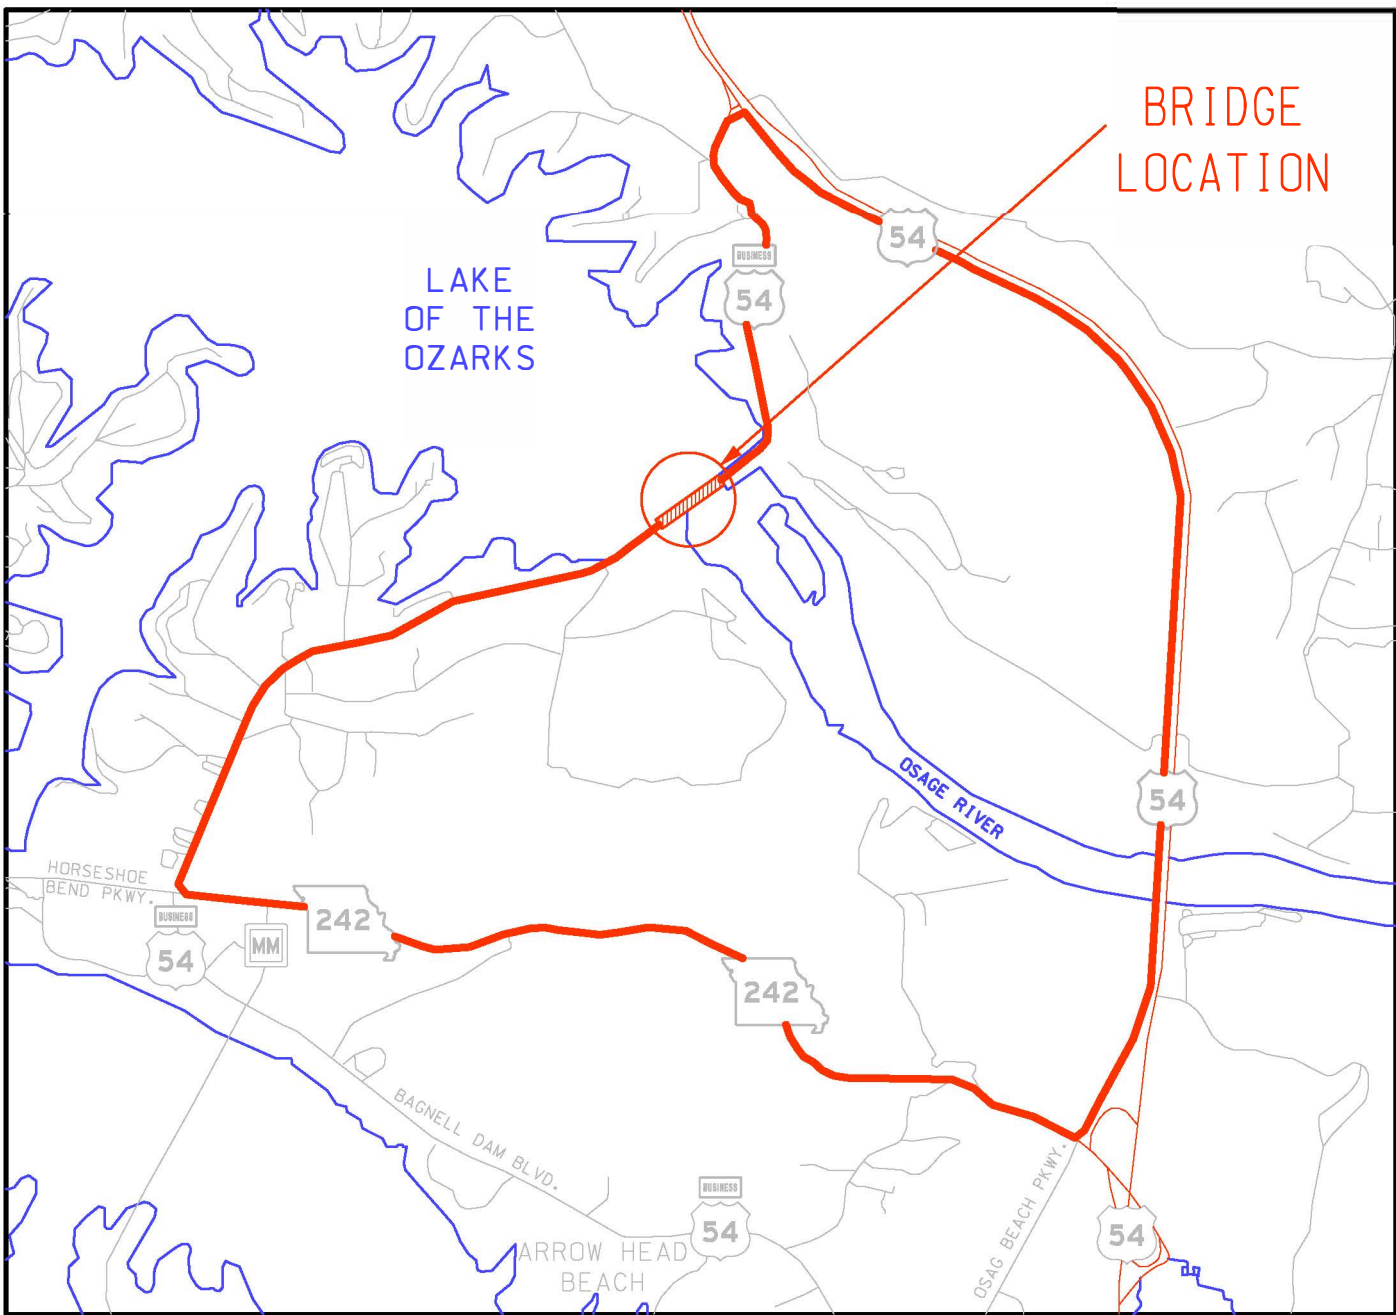 BRIDGE
LOCATION
54
BUSINESS
54
LAKE
OF THE
OZARKS
OSAGE RIVER
54
HORSESHOE
BEND PKWY.
BUSINESS
54
MM
242
242
BAGNELL DAM BLVD.
OSAG BEACH PKWY.
BUSINESS
54
54
ARROW HEAD
BEACH